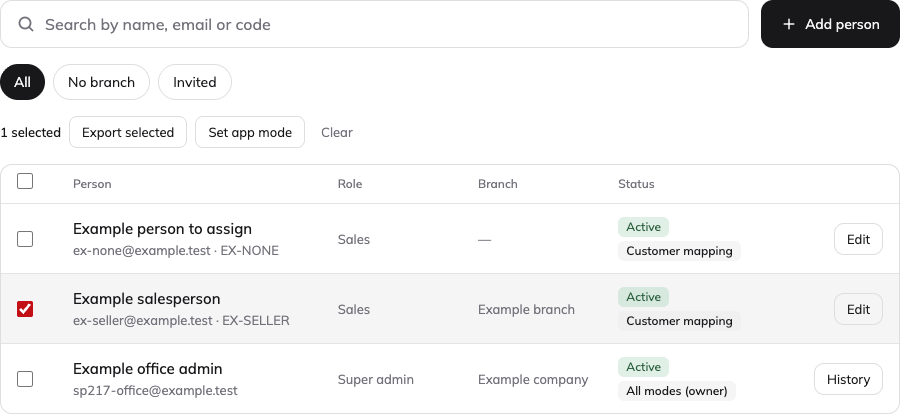 Search by name, email or code
+ Add person
All
No branch
Invited
1 selected
Export selected
Set app mode
Clear
Person Role Branch Status
Example person to assign
ex-none@example.test · EX-NONE
Sales
—
Active
Customer mapping
Edit
Example salesperson
ex-seller@example.test · EX-SELLER
Sales
Example branch
Active
Customer mapping
Edit
Example office admin
sp217-office@example.test
Super admin
Example company
Active
All modes (owner)
History